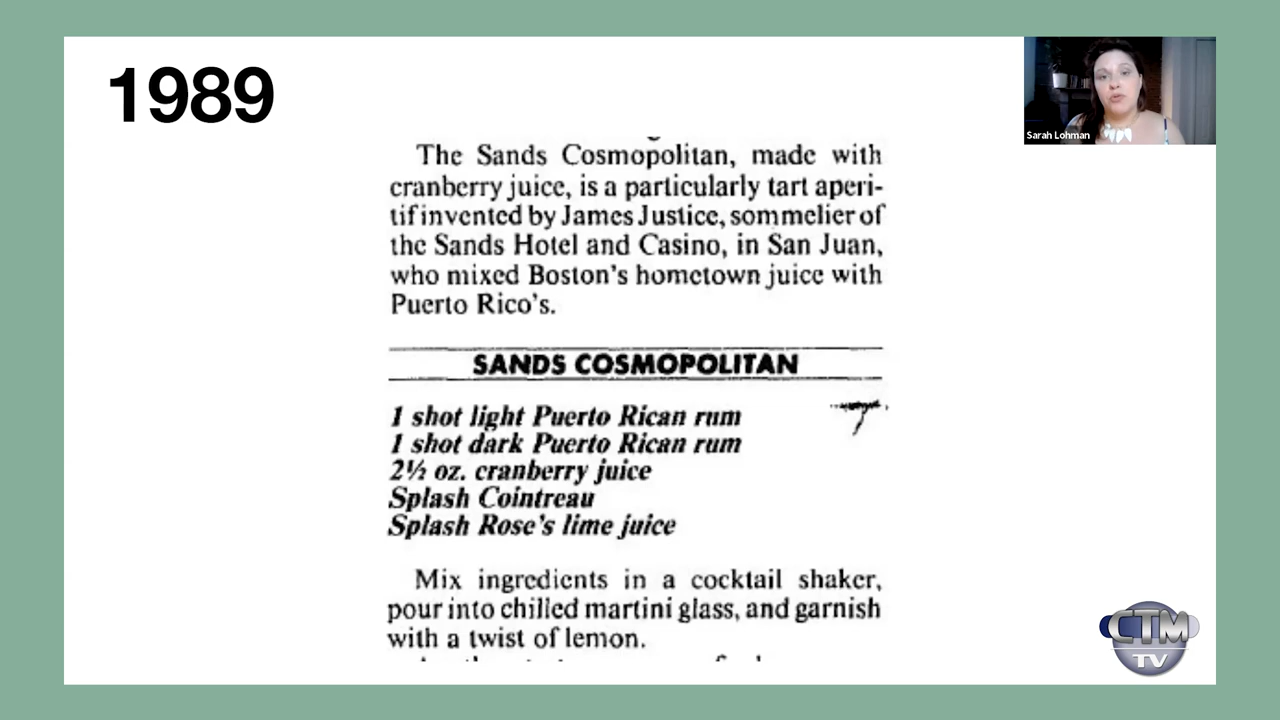 1989
Sarah Lohman
The Sands Cosmopolitan, made with
cranberry juice, is a particularly tart aperi-
tif invented by James Justice, sommelier of
the Sands Hotel and Casino, in San Juan,
who mixed Boston's hometown juice with
Puerto Rico's.
SANDS COSMOPOLITAN
1 shot light Puerto Rican rum
1 shot dark Puerto Rican rum
2½ oz. cranberry juice
Splash Cointreau
Splash Rose's lime juice
Mix ingredients in a cocktail shaker,
pour into chilled martini glass, and garnish
with a twist of lemon.
CTM
TV